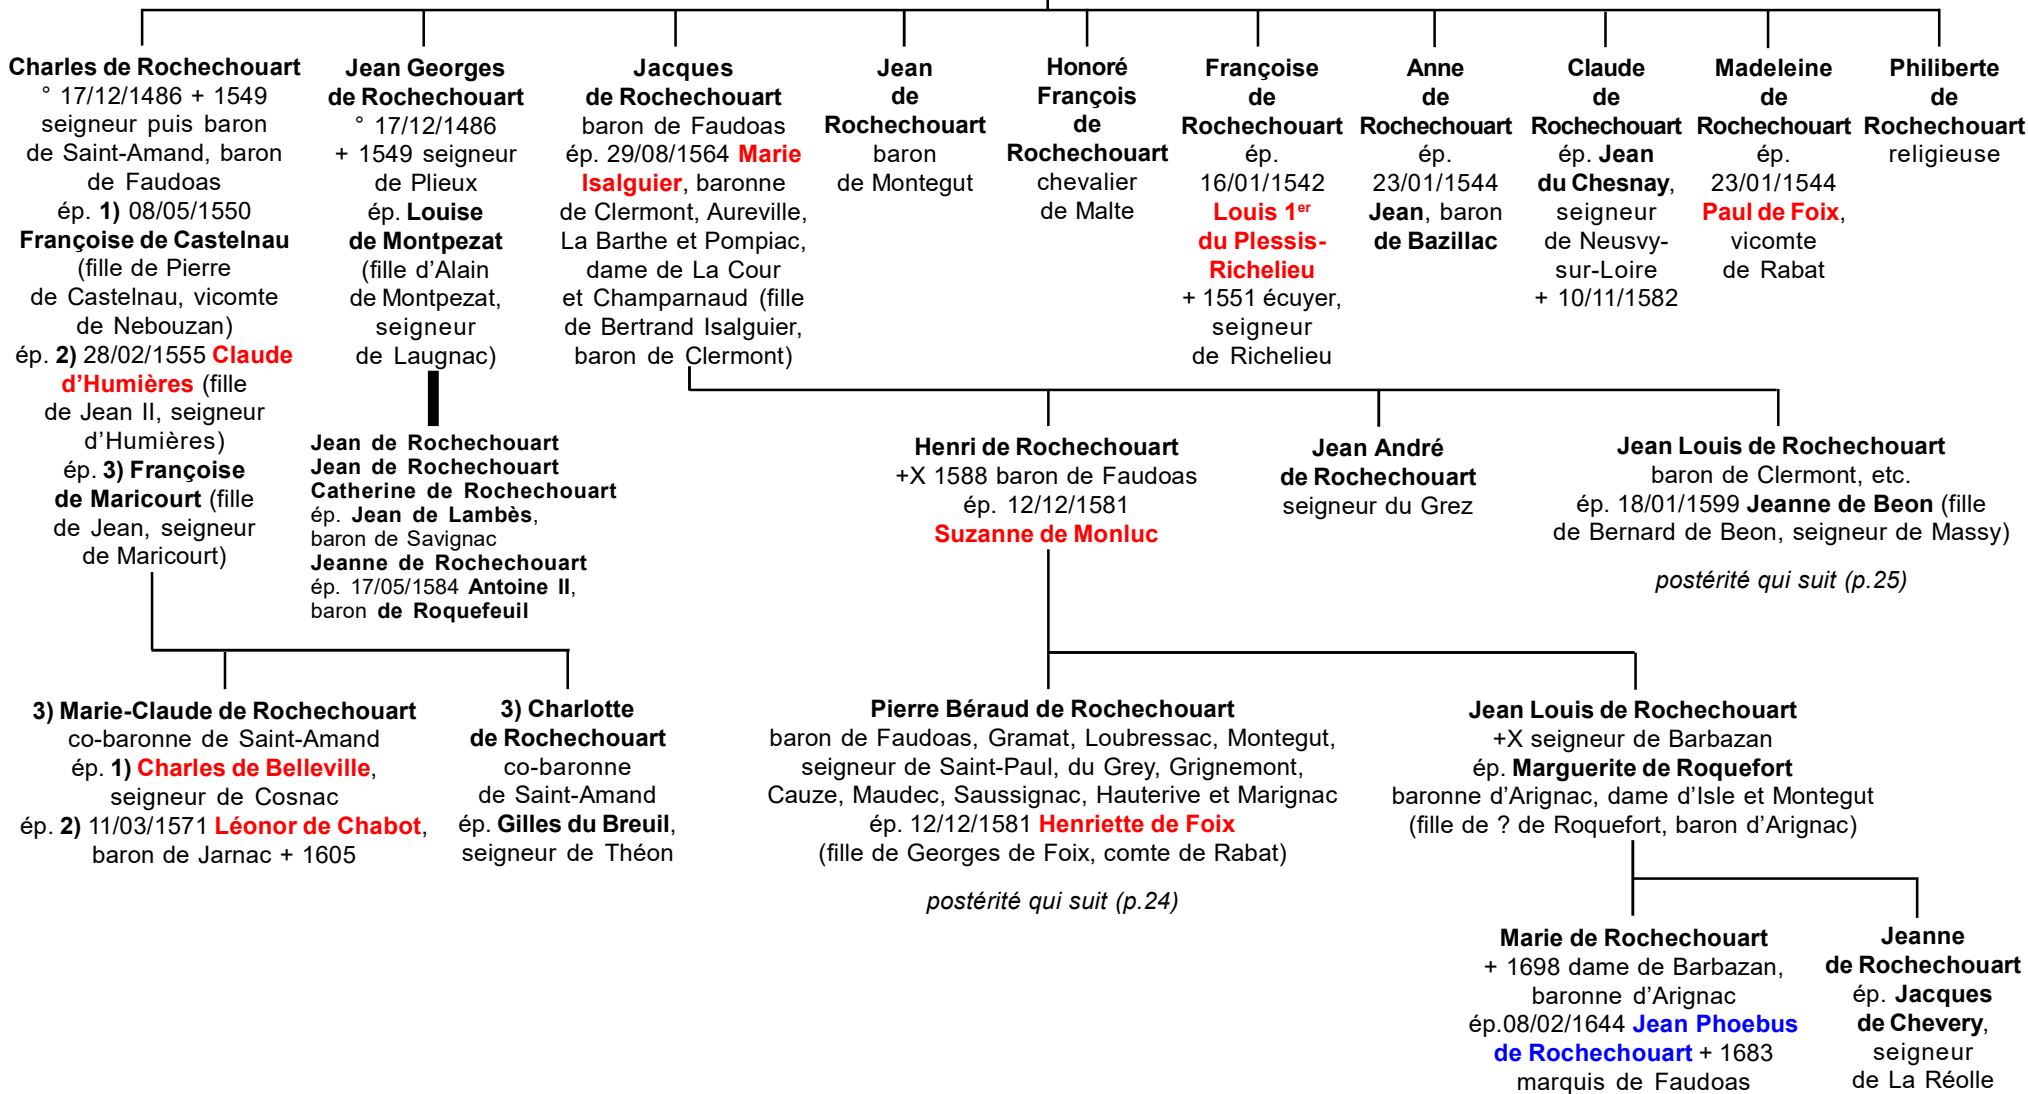 Charles de Rochechouart
° 17/12/1486 + 1549
seigneur puis baron
de Saint-Amand, baron
de Faudoas
ép. 1) 08/05/1550
Françoise de Castelnau
(fille de Pierre
de Castelnau, vicomte
de Nebouzan)
ép. 2) 28/02/1555 Claude
d'Humières (fille
de Jean II, seigneur
d'Humières)
ép. 3) Françoise
de Maricourt (fille
de Jean, seigneur
de Maricourt)
Jean Georges
de Rochechouart
° 17/12/1486
+ 1549 seigneur
de Plieux
ép. Louise
de Montpezat
(fille d'Alain
de Montpezat,
seigneur
de Laugnac)
Jacques
de Rochechouart
baron de Faudoas
ép. 29/08/1564 Marie
Isalguier, baronne
de Clermont, Aureville,
La Barthe et Pompiac,
dame de La Cour
et Champarnaud (fille
de Bertrand Isalguier,
baron de Clermont)
Jean
de
Rochechouart
baron
de Montegut
Honoré
François
de
Rochechouart
chevalier
de Malte
Françoise
de
Rochechouart
ép.
16/01/1542
Louis 1er
du Plessis-
Richelieu
+ 1551 écuyer,
seigneur
de Richelieu
Anne
de
Rochechouart
ép.
23/01/1544
Jean, baron
de Bazillac
Claude
de
Rochechouart
ép. Jean
du Chesnay,
seigneur
de Neusvy-
sur-Loire
+ 10/11/1582
Madeleine
de
Rochechouart
ép.
23/01/1544
Paul de Foix,
vicomte
de Rabat
Philiberte
de
Rochechouart
religieuse
Jean de Rochechouart
Jean de Rochechouart
Catherine de Rochechouart
ép. Jean de Lambès,
baron de Savignac
Jeanne de Rochechouart
ép. 17/05/1584 Antoine II,
baron de Roquefeuil
Henri de Rochechouart
+X 1588 baron de Faudoas
ép. 12/12/1581
Suzanne de Monluc
Jean André
de Rochechouart
seigneur du Grez
Jean Louis de Rochechouart
baron de Clermont, etc.
ép. 18/01/1599 Jeanne de Beon (fille
de Bernard de Beon, seigneur de Massy)
postérité qui suit (p.25)
3) Marie-Claude de Rochechouart
co-baronne de Saint-Amand
ép. 1) Charles de Belleville,
seigneur de Cosnac
ép. 2) 11/03/1571 Léonor de Chabot,
baron de Jarnac + 1605
3) Charlotte
de Rochechouart
co-baronne
de Saint-Amand
ép. Gilles du Breuil,
seigneur de Théon
Pierre Béraud de Rochechouart
baron de Faudoas, Gramat, Loubressac, Montegut,
seigneur de Saint-Paul, du Grey, Grignemont,
Cauze, Maudec, Saussignac, Hauterive et Marignac
ép. 12/12/1581 Henriette de Foix
(fille de Georges de Foix, comte de Rabat)
postérité qui suit (p.24)
Jean Louis de Rochechouart
+X seigneur de Barbazan
ép. Marguerite de Roquefort
baronne d'Arignac, dame d'Isle et Montegut
(fille de ? de Roquefort, baron d'Arignac)
Marie de Rochechouart
+ 1698 dame de Barbazan,
baronne d'Arignac
ép.08/02/1644 Jean Phoebus
de Rochechouart + 1683
marquis de Faudoas
Jeanne
de Rochechouart
ép. Jacques
de Chevery,
seigneur
de La Réolle